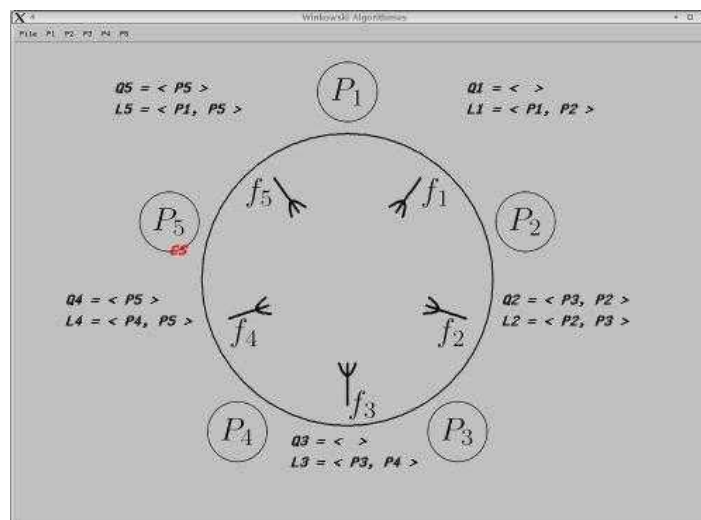 Winkowski Algorithmus
File P1 P2 P3 P4 P5
Q5 = < P5 >
L5 = < P1, P5 >
P1
Q1 = < >
L1 = < P1, P2 >
f5
f1
P5
P2
E5
Q4 = < P5 >
L4 = < P4, P5 >
Q2 = < P3, P2 >
L2 = < P2, P3 >
f4
f2
f3
P4
P3
Q3 = < >
L3 = < P3, P4 >